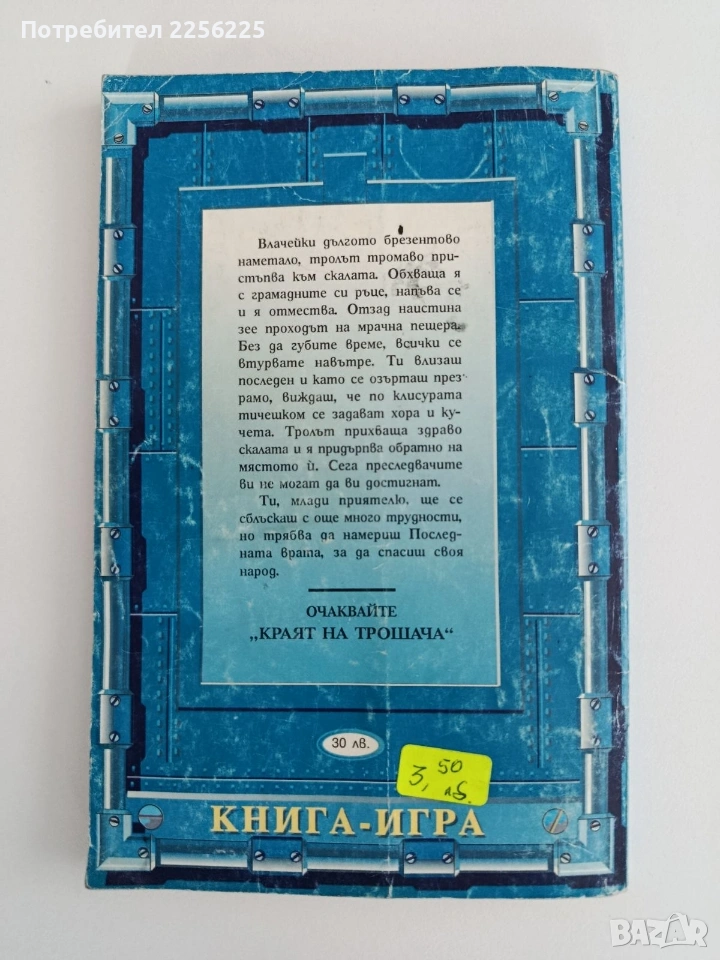 Потребител 2256225
Влачейки дългото брезентово
наметало, тролът тромаво при-
стъпва към скалата. Обхваща я
с грамадните си ръце, напъва се
и я отмества. Отзад наистина
зее проходът на мрачна пещера.
Без да губите време, всички се
втурвате навътре. Ти влизаш
последен и като се озърташ през
рамо, виждаш, че по клисурата
тичешком се задават хора и ку-
чета. Тролът прихваща здраво
скалата и я придърпва обратно на
мястото ѝ. Сега преследвачите
ви не могат да ви достигнат.
Ти, млади приятелю, ще се
сблъскаш с още много трудности,
но трябва да намериш Послед-
ната врата, за да спасиш своя
народ.
ОЧАКВАЙТЕ
„КРАЯТ НА ТРОШАЧА“
30 лв.
3,50 лв.
КНИГА-ИГРА
BAZAR